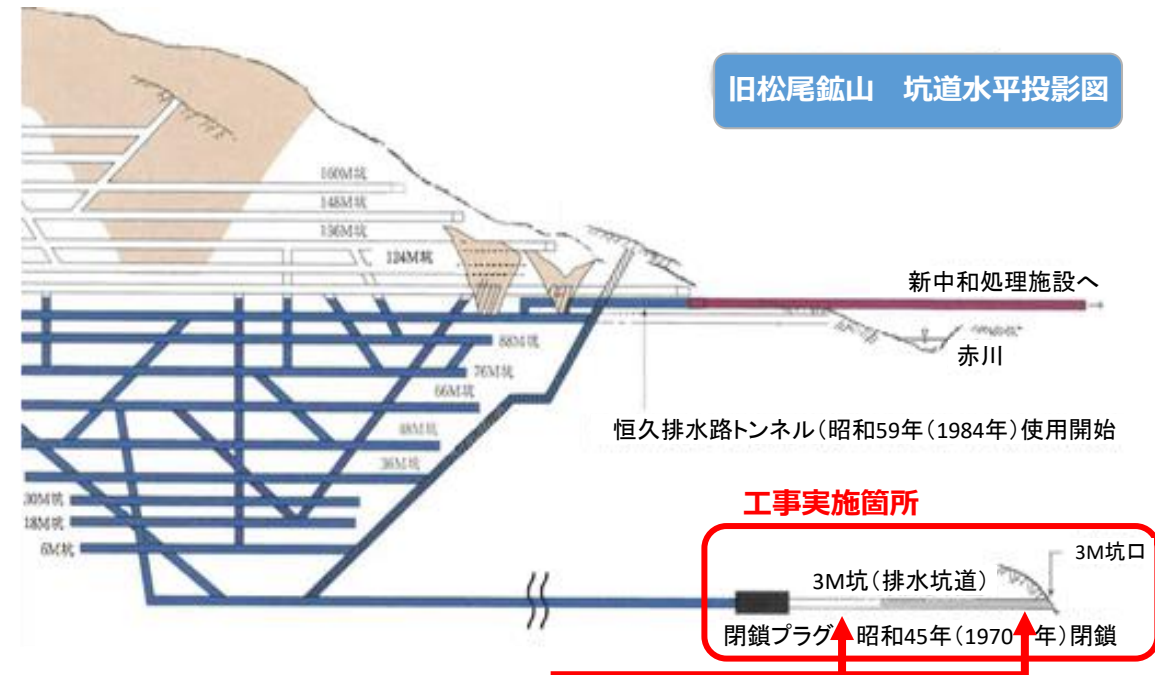 旧松尾鉱山　坑道水平投影図
160M坑
148M坑
136M坑
124M坑
新中和処理施設へ
赤川
88M坑
76M坑
66M坑
48M坑
36M坑
恒久排水路トンネル（昭和59年（1984年）使用開始
30M坑
18M坑
6M坑
工事実施箇所
3M坑口
3M坑（排水坑道）
閉鎖プラグ 昭和45年（1970 年）閉鎖